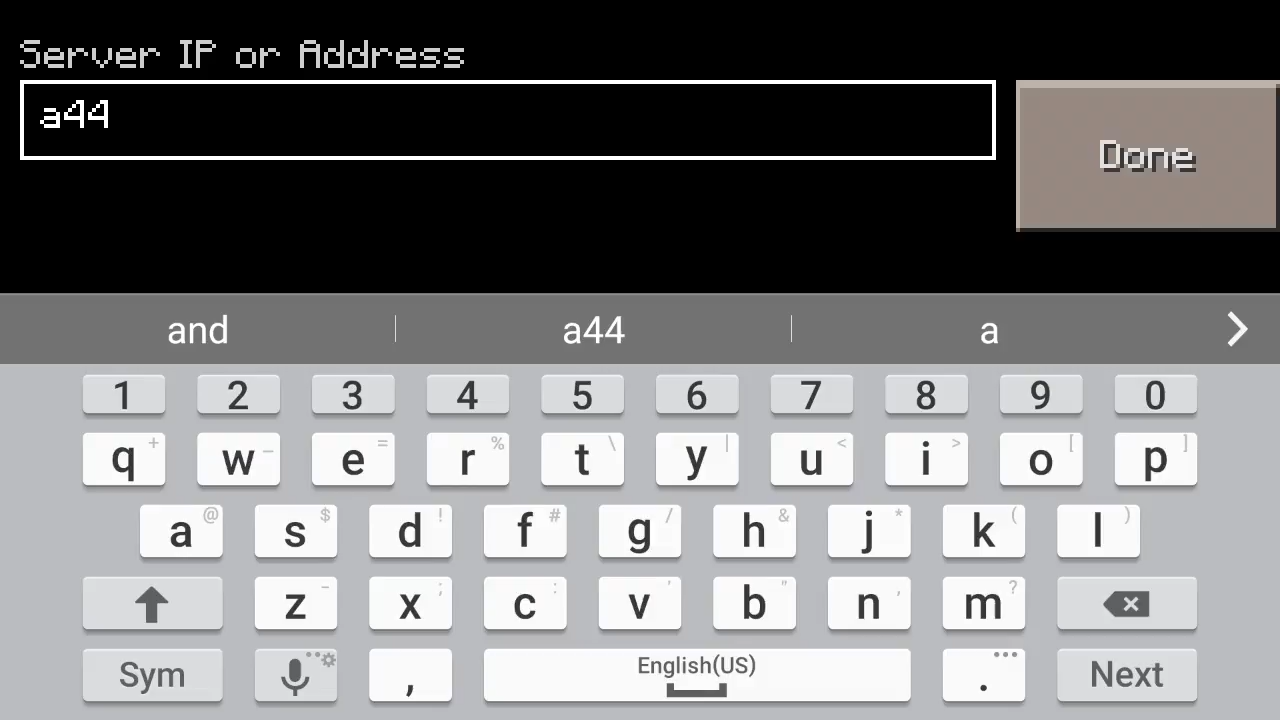 Server IP or Address
a44
Done
and a44 a
1 2 3 4 5 6 7 8 9 0
q + w _ e = r % t \ y | u < i > o [ p ]
a @ s $ d ! f # g / h & j * k ( l )
z - x ; c : v ' b " n , m ?
Sym , English(US) . Next